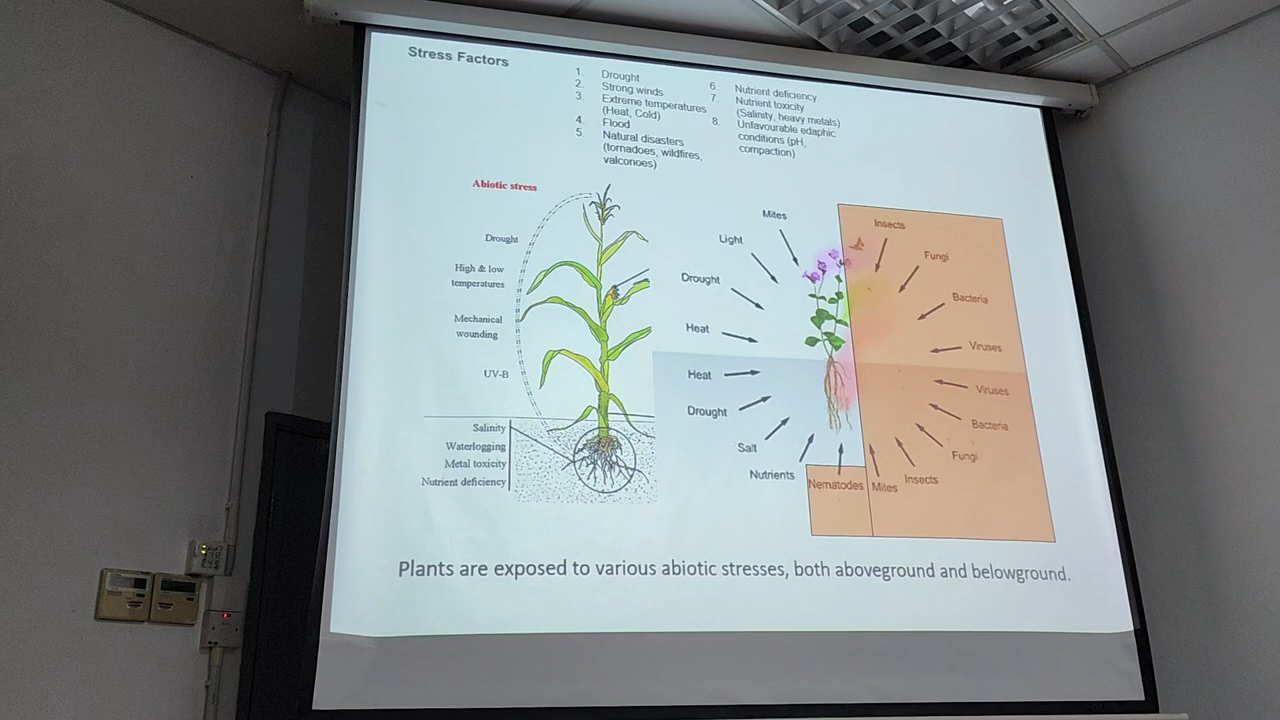 Stress Factors
1. Drought
2. Strong winds
3. Extreme temperatures
(Heat, Cold)
4. Flood
5. Natural disasters
(tornadoes, wildfires,
valconoes)
6. Nutrient deficiency
7. Nutrient toxicity
(Salinity, heavy metals)
8. Unfavourable edaphic
conditions (pH,
compaction)
Abiotic stress
Drought
High & low
temperatures
Mechanical
wounding
UV-B
Salinity
Waterlogging
Metal toxicity
Nutrient deficiency
Mites
Light
Drought
Heat
Heat
Drought
Salt
Nutrients
Insects
Fungi
Bacteria
Viruses
Viruses
Bacteria
Fungi
Insects
Mites
Nematodes
Plants are exposed to various abiotic stresses, both aboveground and belowground.